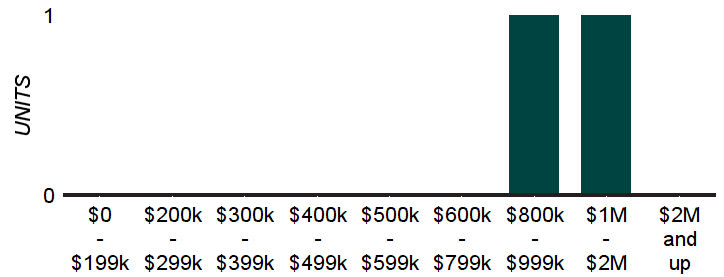 1
UNITS
0
$0 $200k $300k $400k $500k $600k $800k $1M $2M
- - - - - - - - and
$199k $299k $399k $499k $599k $799k $999k $2M up